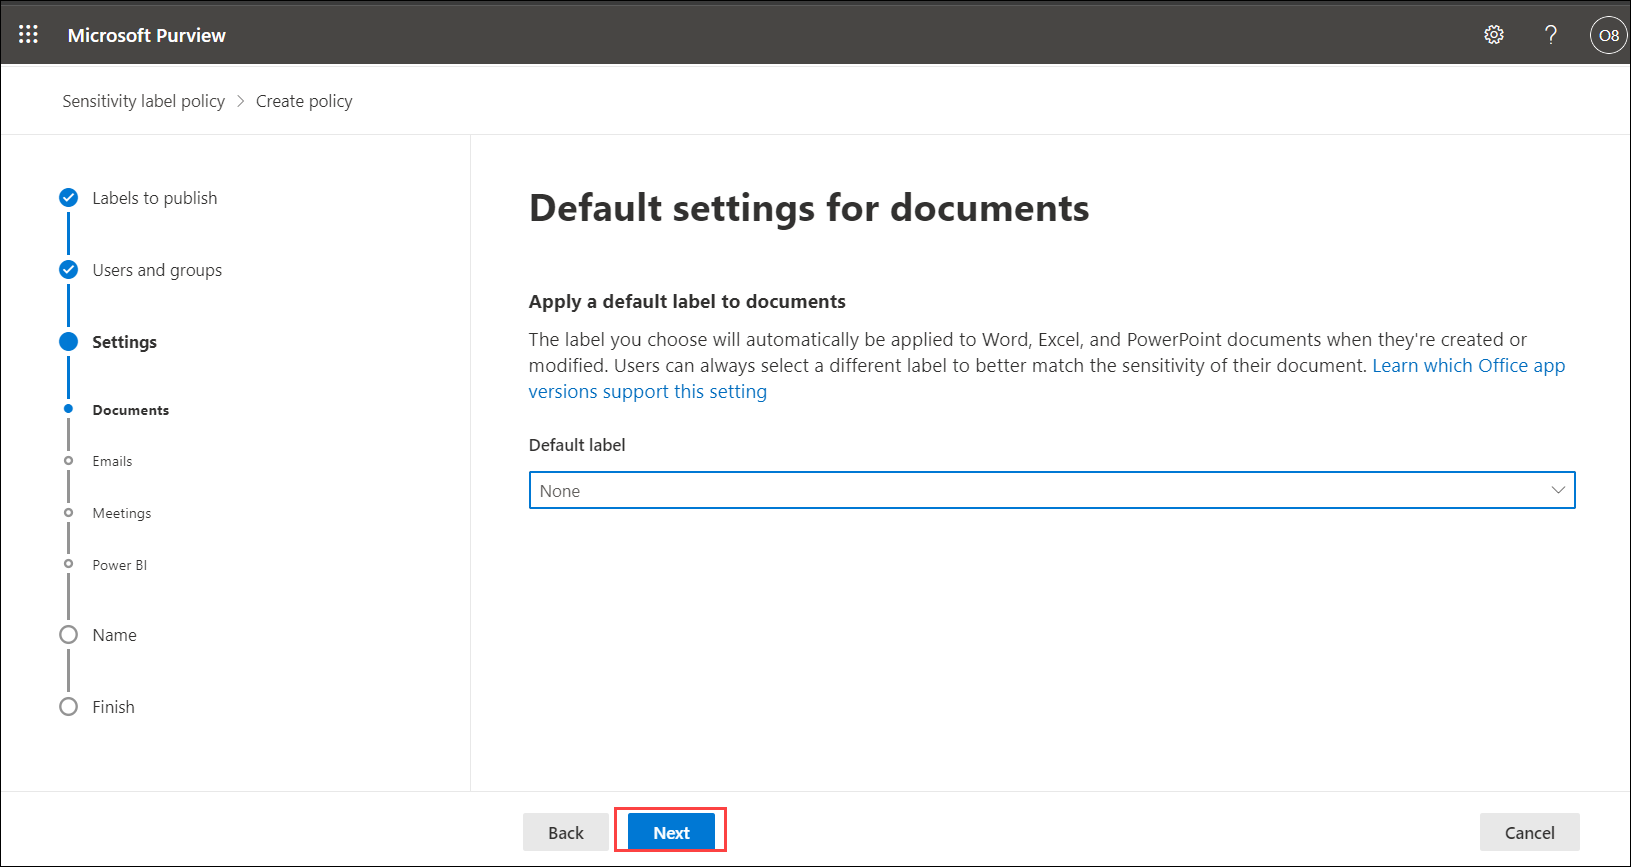 Microsoft Purview
?
O8
Sensitivity label policy > Create policy
Labels to publish
Users and groups
Settings
Documents
Emails
Meetings
Power BI
Name
Finish
Default settings for documents
Apply a default label to documents
The label you choose will automatically be applied to Word, Excel, and PowerPoint documents when they're created or
modified. Users can always select a different label to better match the sensitivity of their document. Learn which Office app
versions support this setting
Default label
None
Back
Next
Cancel